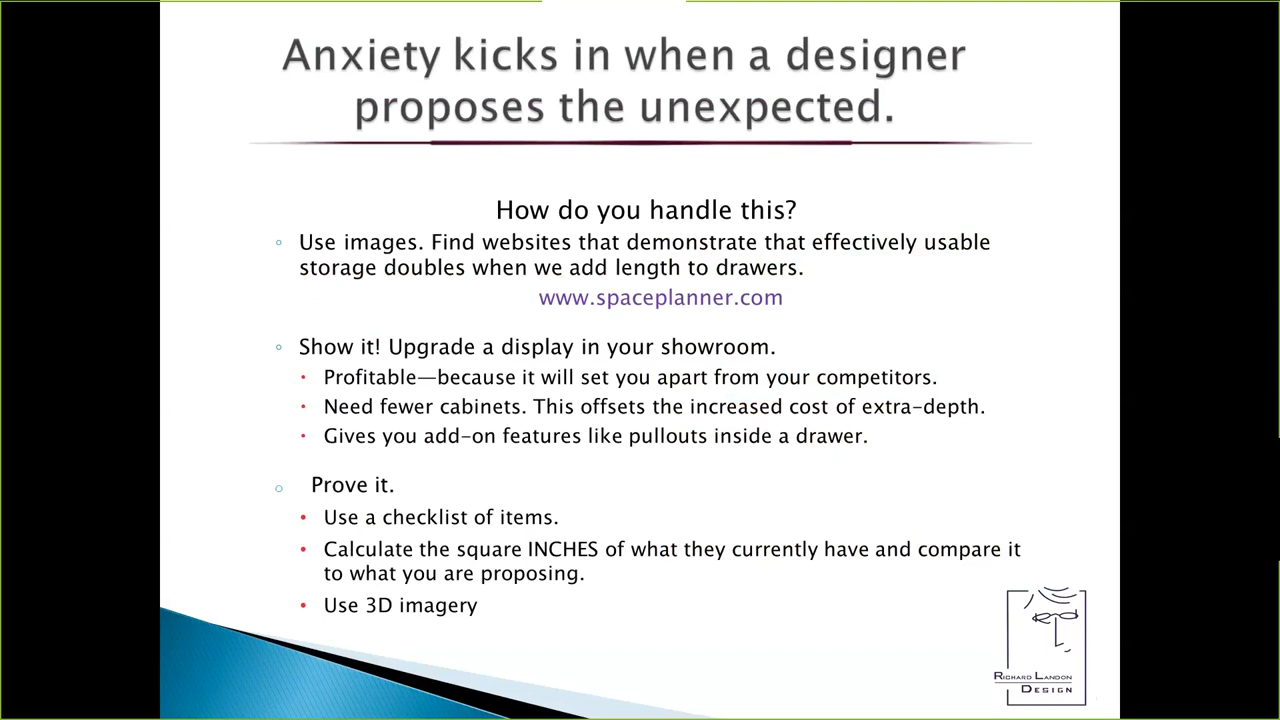 Anxiety kicks in when a designer
proposes the unexpected.
How do you handle this?
◦ Use images. Find websites that demonstrate that effectively usable
storage doubles when we add length to drawers.
www.spaceplanner.com
◦ Show it! Upgrade a display in your showroom.
• Profitable—because it will set you apart from your competitors.
• Need fewer cabinets. This offsets the increased cost of extra-depth.
• Gives you add-on features like pullouts inside a drawer.
o Prove it.
• Use a checklist of items.
• Calculate the square INCHES of what they currently have and compare it
to what you are proposing.
• Use 3D imagery
RICHARD LANDON
DESIGN